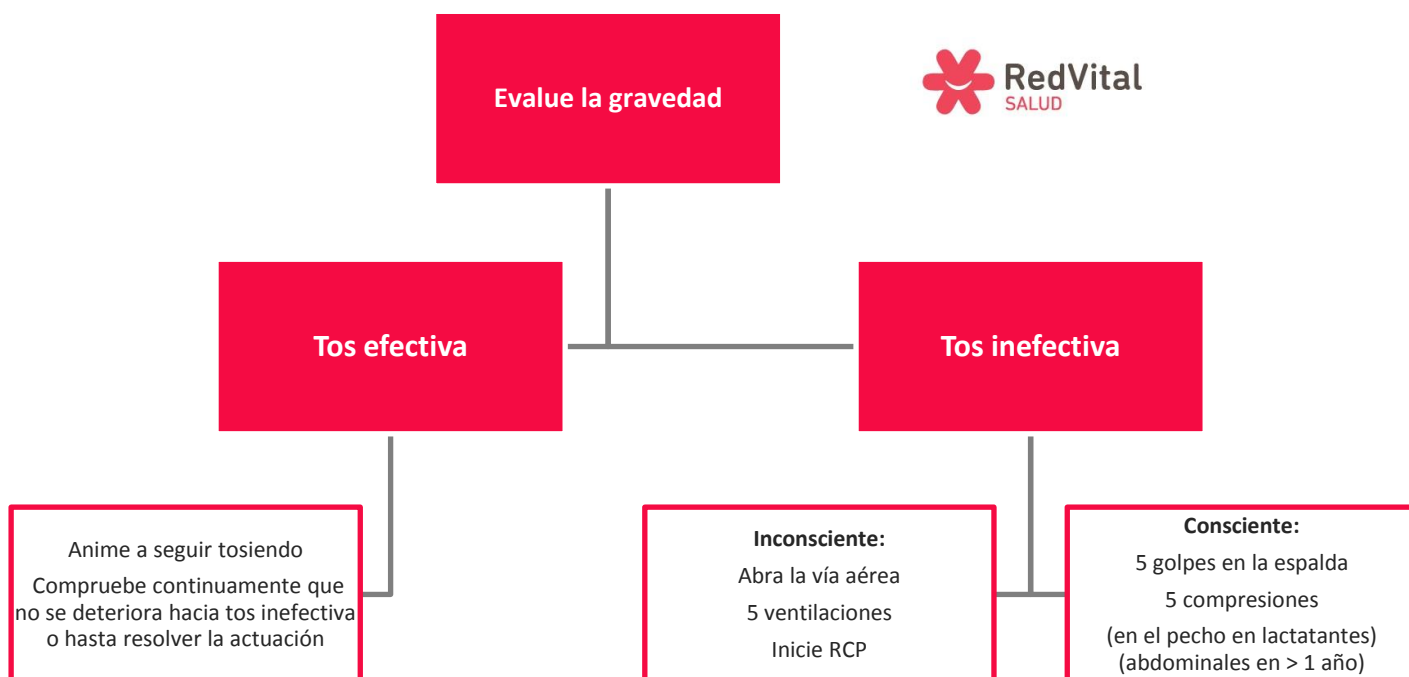 Evalue la gravedad
RedVital
SALUD
Tos efectiva
Tos inefectiva
Anime a seguir tosiendo
Compruebe continuamente que
no se deteriora hacia tos inefectiva
o hasta resolver la actuación
Inconsciente:
Abra la vía aérea
5 ventilaciones
Inicie RCP
Consciente:
5 golpes en la espalda
5 compresiones
(en el pecho en lactatantes)
(abdominales en > 1 año)